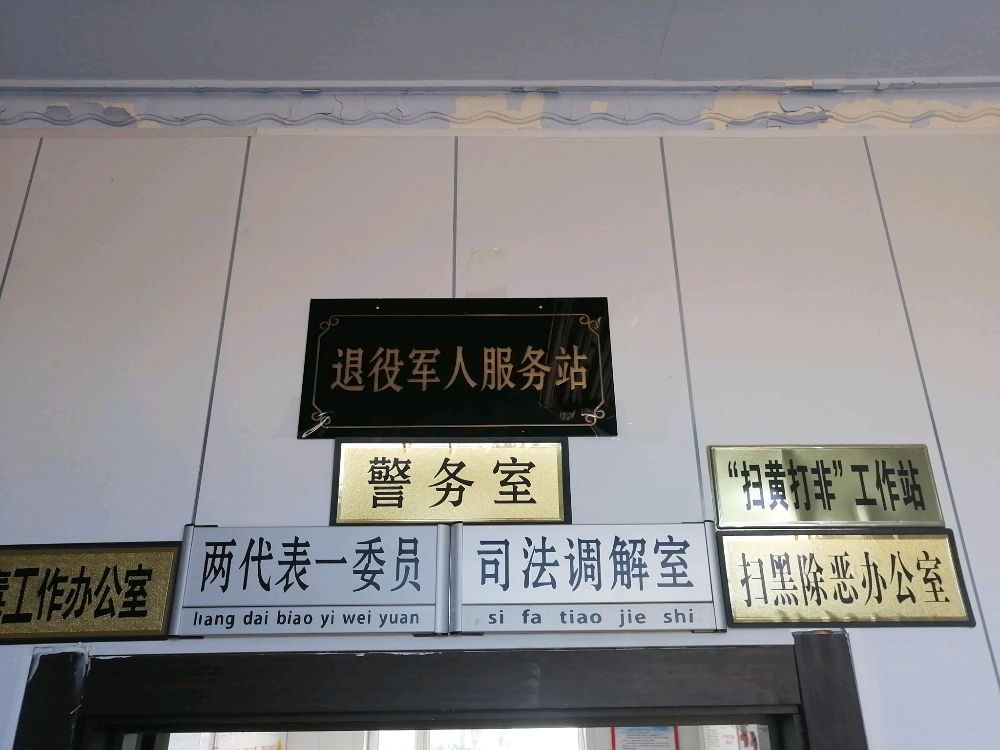 退役军人服务站
警务室
“扫黄打非”工作站
毒工作办公室
两代表一委员
liang dai biao yi wei yuan
司法调解室
si fa tiao jie shi
扫黑除恶办公室